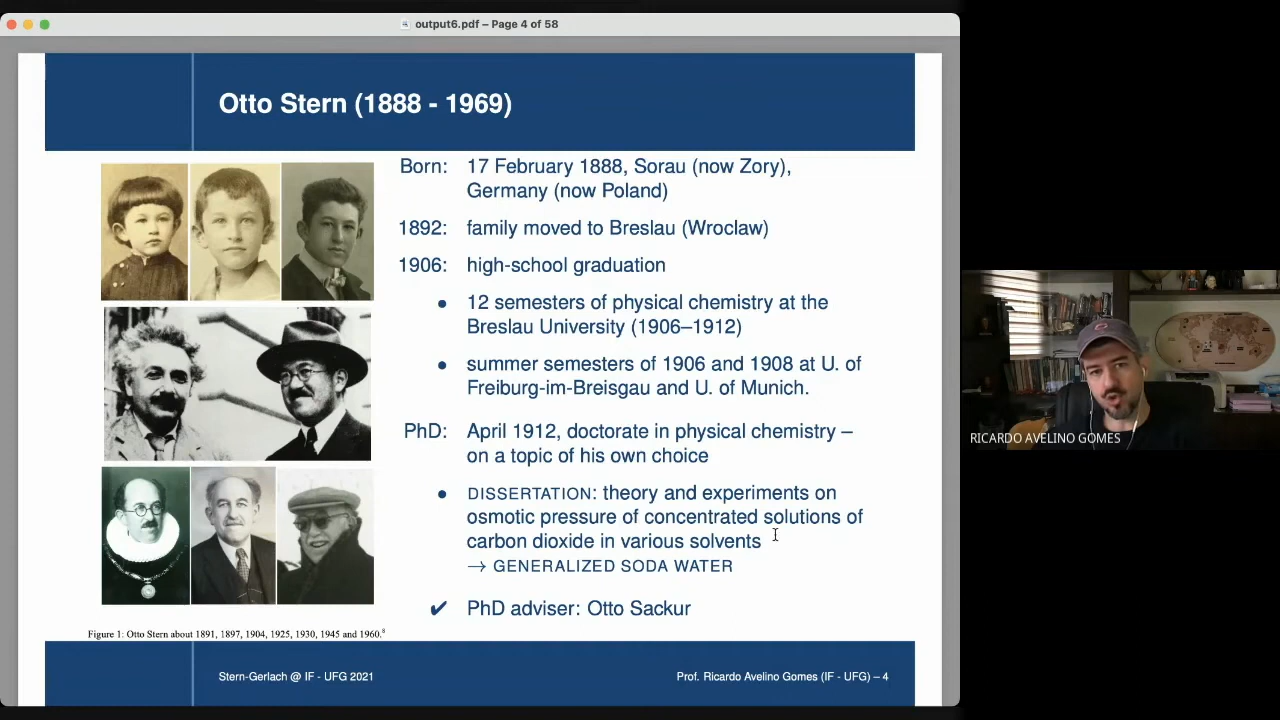 output6.pdf – Page 4 of 58
Otto Stern (1888 - 1969)
Born: 17 February 1888, Sorau (now Zory),
Germany (now Poland)
1892: family moved to Breslau (Wroclaw)
1906: high-school graduation
• 12 semesters of physical chemistry at the
Breslau University (1906–1912)
• summer semesters of 1906 and 1908 at U. of
Freiburg-im-Breisgau and U. of Munich.
PhD: April 1912, doctorate in physical chemistry –
on a topic of his own choice
• DISSERTATION: theory and experiments on
osmotic pressure of concentrated solutions of
carbon dioxide in various solvents
→ GENERALIZED SODA WATER
✔ PhD adviser: Otto Sackur
Figure 1: Otto Stern about 1891, 1897, 1904, 1925, 1930, 1945 and 1960.⁸
Stern-Gerlach @ IF - UFG 2021
Prof. Ricardo Avelino Gomes (IF - UFG) – 4
RICARDO AVELINO GOMES